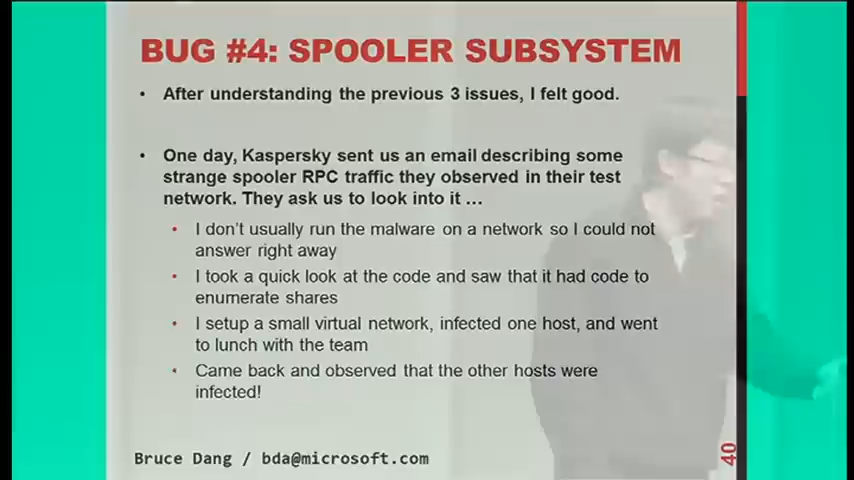 BUG #4: SPOOLER SUBSYSTEM
• After understanding the previous 3 issues, I felt good.
• One day, Kaspersky sent us an email describing some
strange spooler RPC traffic they observed in their test
network. They ask us to look into it …
• I don't usually run the malware on a network so I could not
answer right away
• I took a quick look at the code and saw that it had code to
enumerate shares
• I setup a small virtual network, infected one host, and went
to lunch with the team
• Came back and observed that the other hosts were
infected!
Bruce Dang / bda@microsoft.com
40